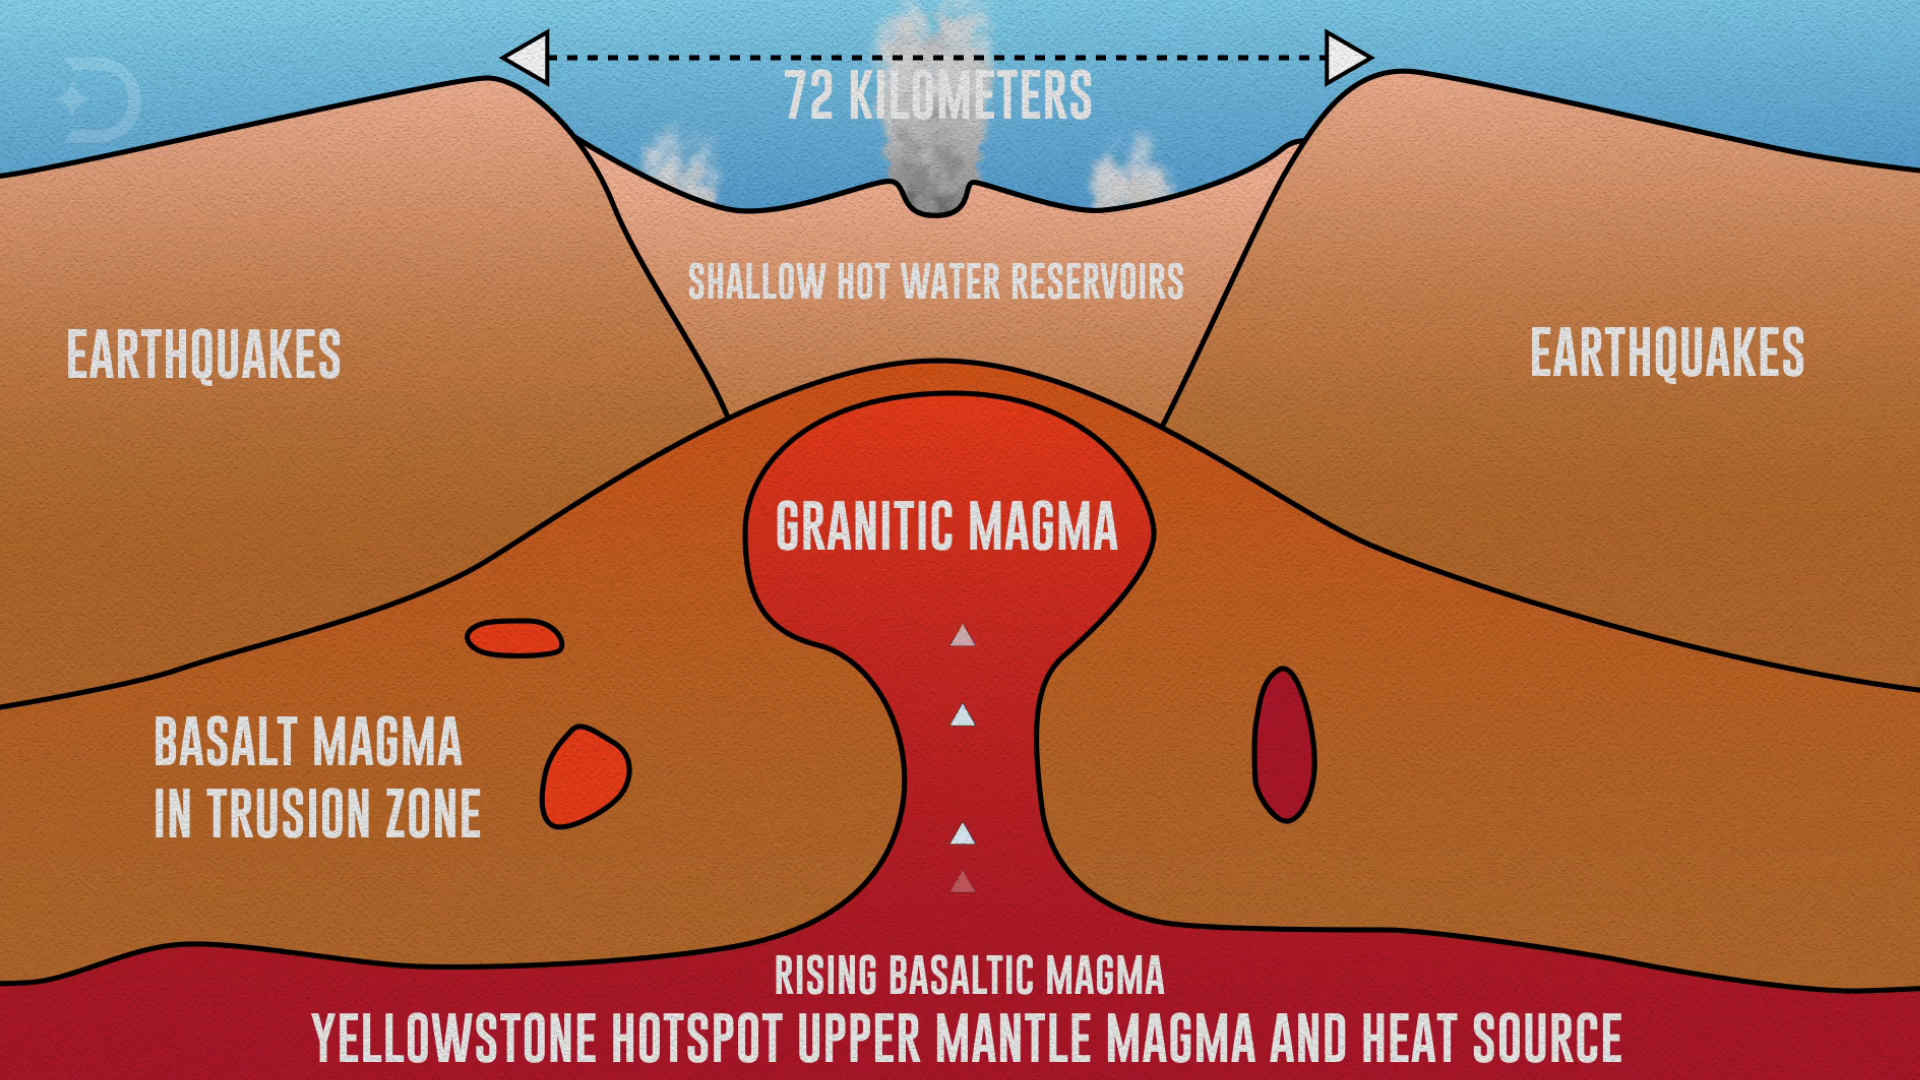 72 KILOMETERS
SHALLOW HOT WATER RESERVOIRS
EARTHQUAKES
EARTHQUAKES
GRANITIC MAGMA
BASALT MAGMA
IN TRUSION ZONE
RISING BASALTIC MAGMA
YELLOWSTONE HOTSPOT UPPER MANTLE MAGMA AND HEAT SOURCE